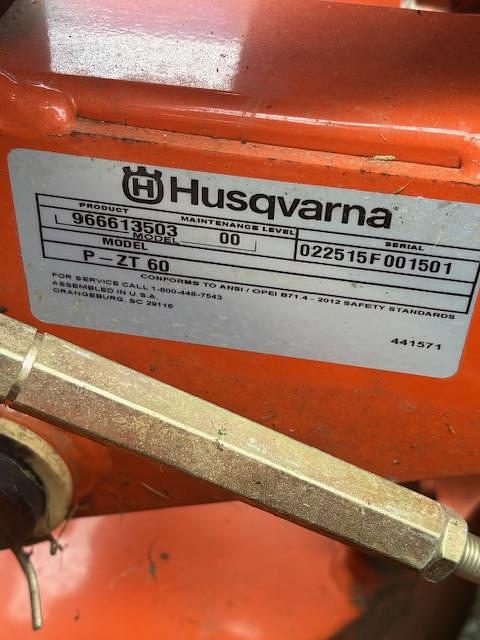 Husqvarna
PRODUCT MAINTENANCE LEVEL SERIAL
966613503 00 022515F001501
MODEL
MODEL
P-ZT 60
CONFORMS TO ANSI / OPEI B71.4 - 2012 SAFETY STANDARDS
FOR SERVICE CALL 1-800-448-7543
ASSEMBLED IN U.S.A.
ORANGEBURG, SC 29116
441571